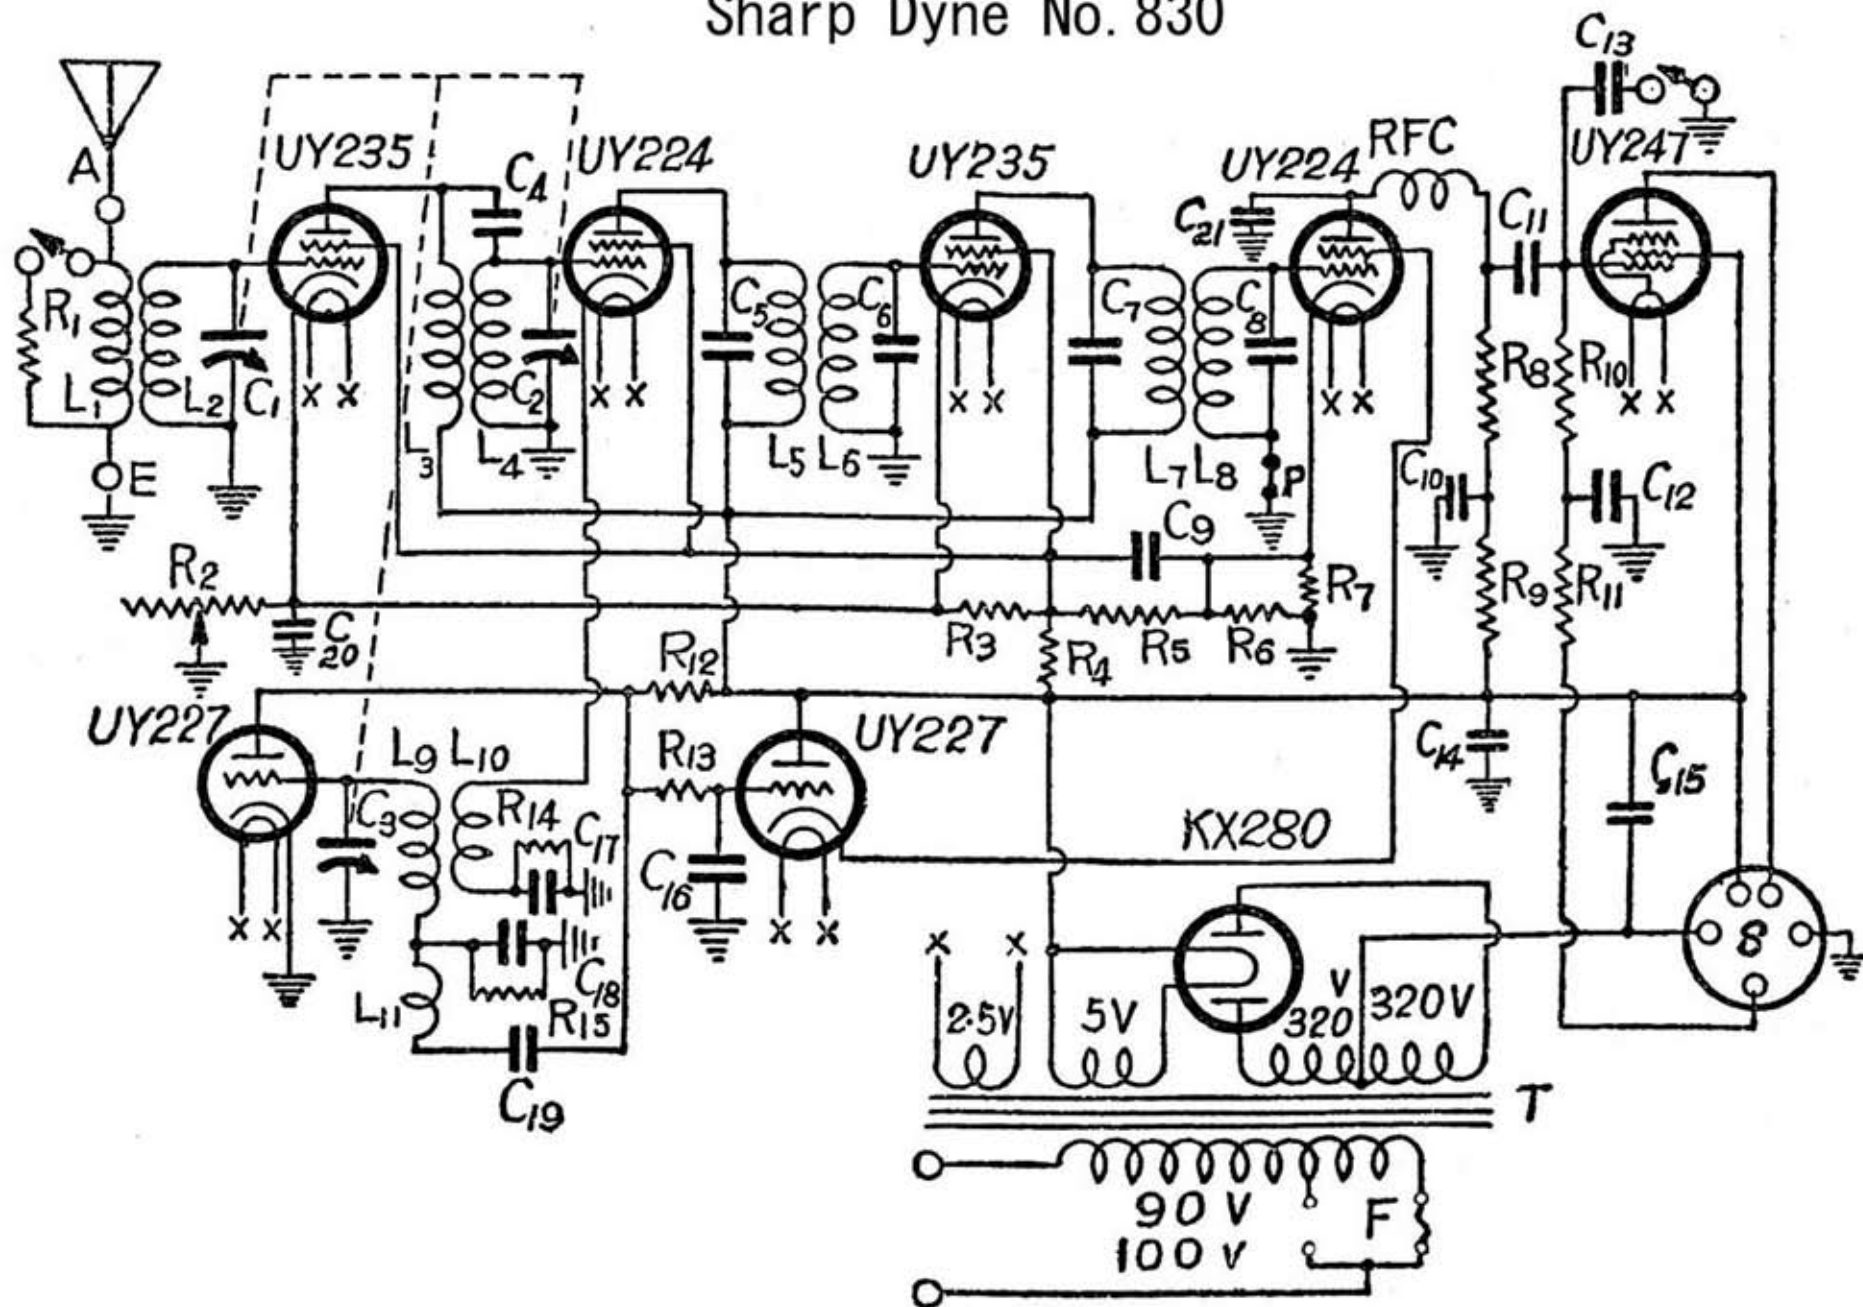 Sharp Dyne No. 830
C13
A
UY235
C4
UY224
UY235
UY224
RFC
UY247
C21
C11
R1
L1
L2
C1
x x
L3
L4
C2
x x
C5
L5 L6
C6
x x
C7
L7 L8
C8
P
x x
R8
R10
x x
E
C10
C12
C9
R2
C20
R3
R4
R5
R6
R7
R9
R11
R12
UY227
L9 L10
R13
UY227
C14
C15
C3
R14
C17
C16
KX280
x x
x x
x x
L11
C18
R15
C19
2.5V
5V
V
320
320V
S
T
90 V
100 V
F